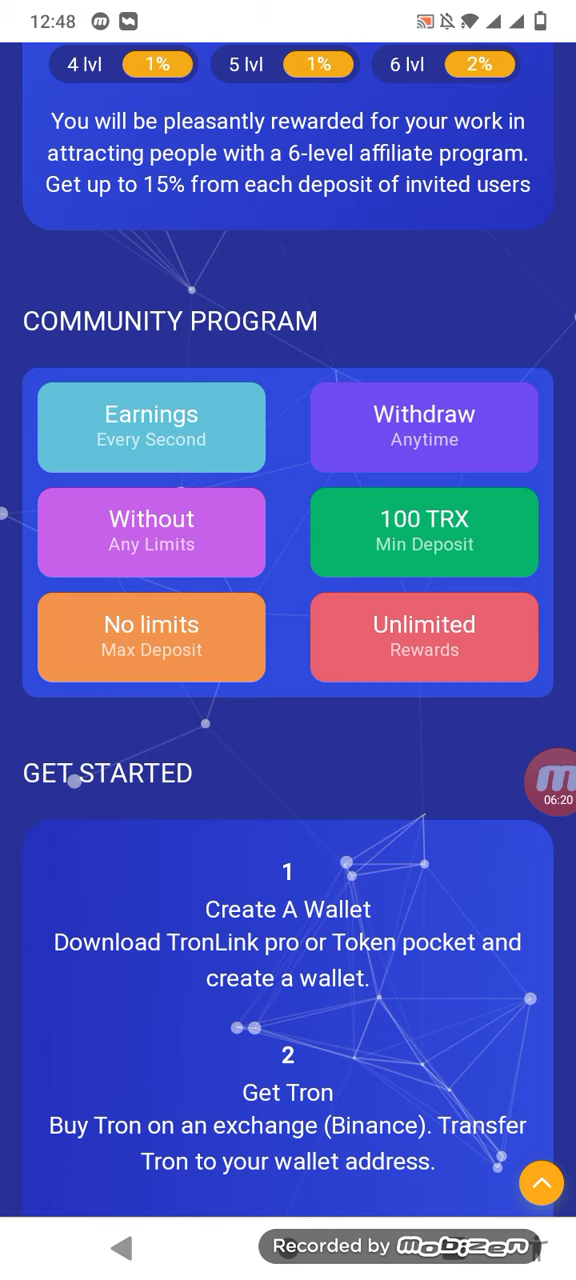 12:48
4 lvl 1% 5 lvl 1% 6 lvl 2%
You will be pleasantly rewarded for your work in
attracting people with a 6-level affiliate program.
Get up to 15% from each deposit of invited users
COMMUNITY PROGRAM
Earnings
Every Second
Withdraw
Anytime
Without
Any Limits
100 TRX
Min Deposit
No limits
Max Deposit
Unlimited
Rewards
GET STARTED
06:20
1
Create A Wallet
Download TronLink pro or Token pocket and
create a wallet.
2
Get Tron
Buy Tron on an exchange (Binance). Transfer
Tron to your wallet address.
Recorded by mobizen